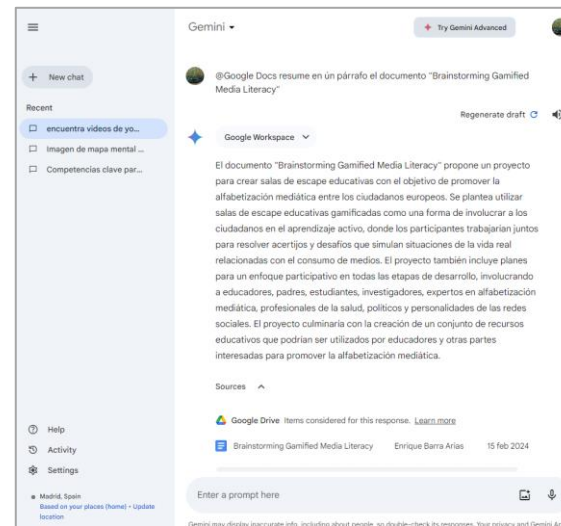 Gemini
Try Gemini Advanced
New chat
Recent
encuentra videos de yo...
Imagen de mapa mental ...
Competencias clave par...
Help
Activity
Settings
Madrid, Spain
Based on your places (home) • Update
location
@Google Docs resume en ún párrafo el documento "Brainstorming Gamified
Media Literacy"
Regenerate draft
Google Workspace
El documento "Brainstorming Gamified Media Literacy" propone un proyecto
para crear salas de escape educativas con el objetivo de promover la
alfabetización mediática entre los ciudadanos europeos. Se plantea utilizar
salas de escape educativas gamificadas como una forma de involucrar a los
ciudadanos en el aprendizaje activo, donde los participantes trabajarían juntos
para resolver acertijos y desafíos que simulan situaciones de la vida real
relacionadas con el consumo de medios. El proyecto también incluye planes
para un enfoque participativo en todas las etapas de desarrollo, involucrando
a educadores, padres, estudiantes, investigadores, expertos en alfabetización
mediática, profesionales de la salud, políticos y personalidades de las redes
sociales. El proyecto culminaría con la creación de un conjunto de recursos
educativos que podrían ser utilizados por educadores y otras partes
interesadas para promover la alfabetización mediática.
Sources
Google Drive Items considered for this response. Learn more
Brainstorming Gamified Media Literacy Enrique Barra Arias 15 feb 2024
Enter a prompt here
Gemini may display inaccurate info, including about people, so double-check its responses. Your privacy and Gemini